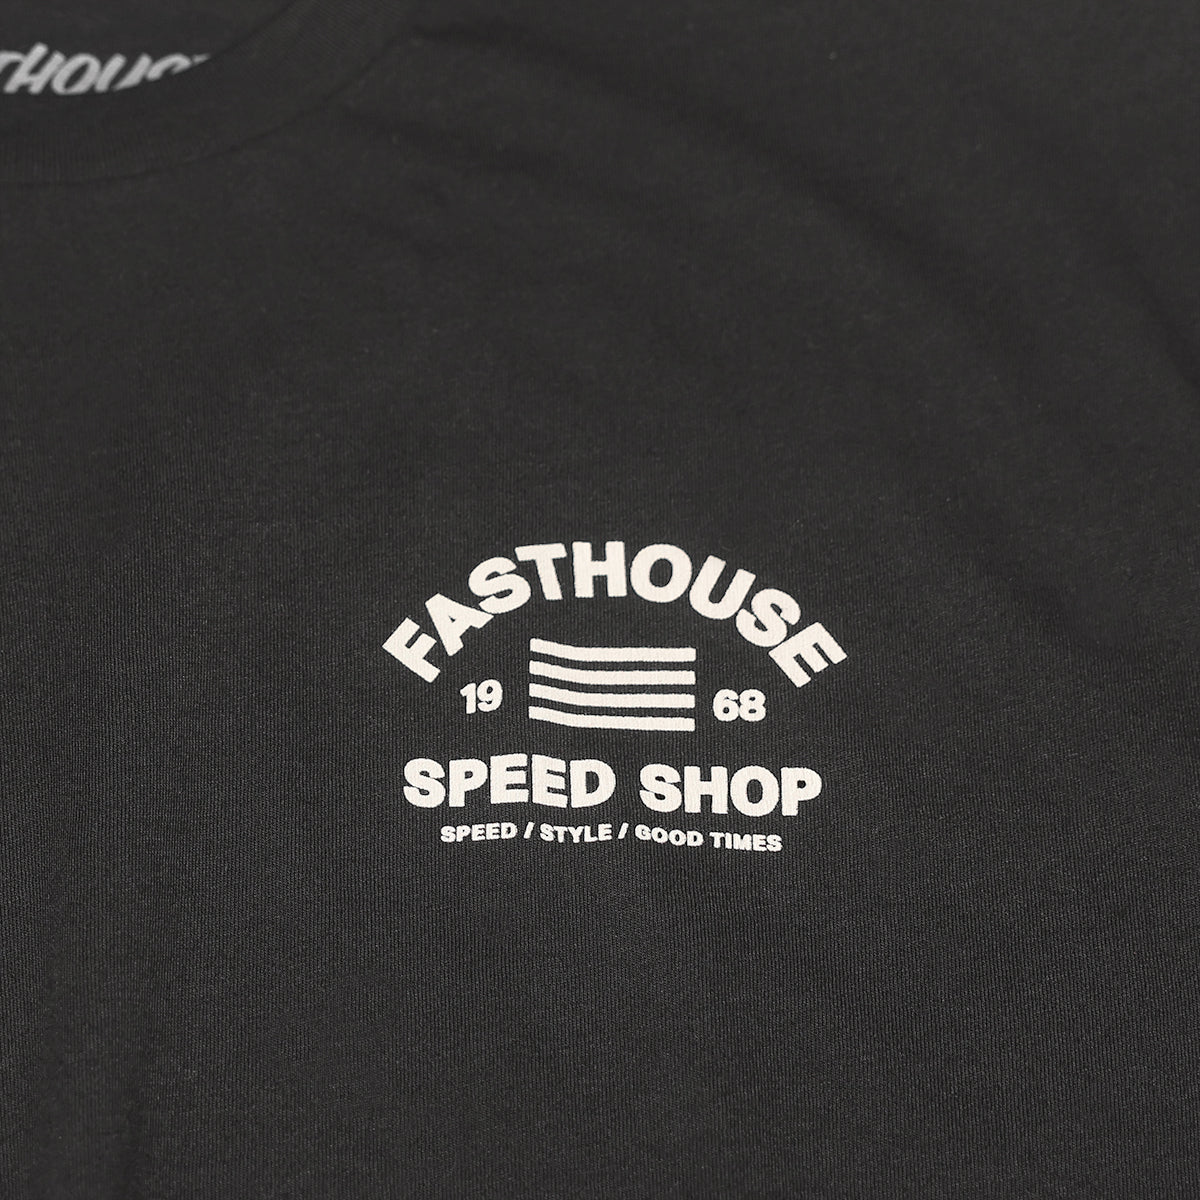 FASTHOUSE
19 68
SPEED SHOP
SPEED / STYLE / GOOD TIMES